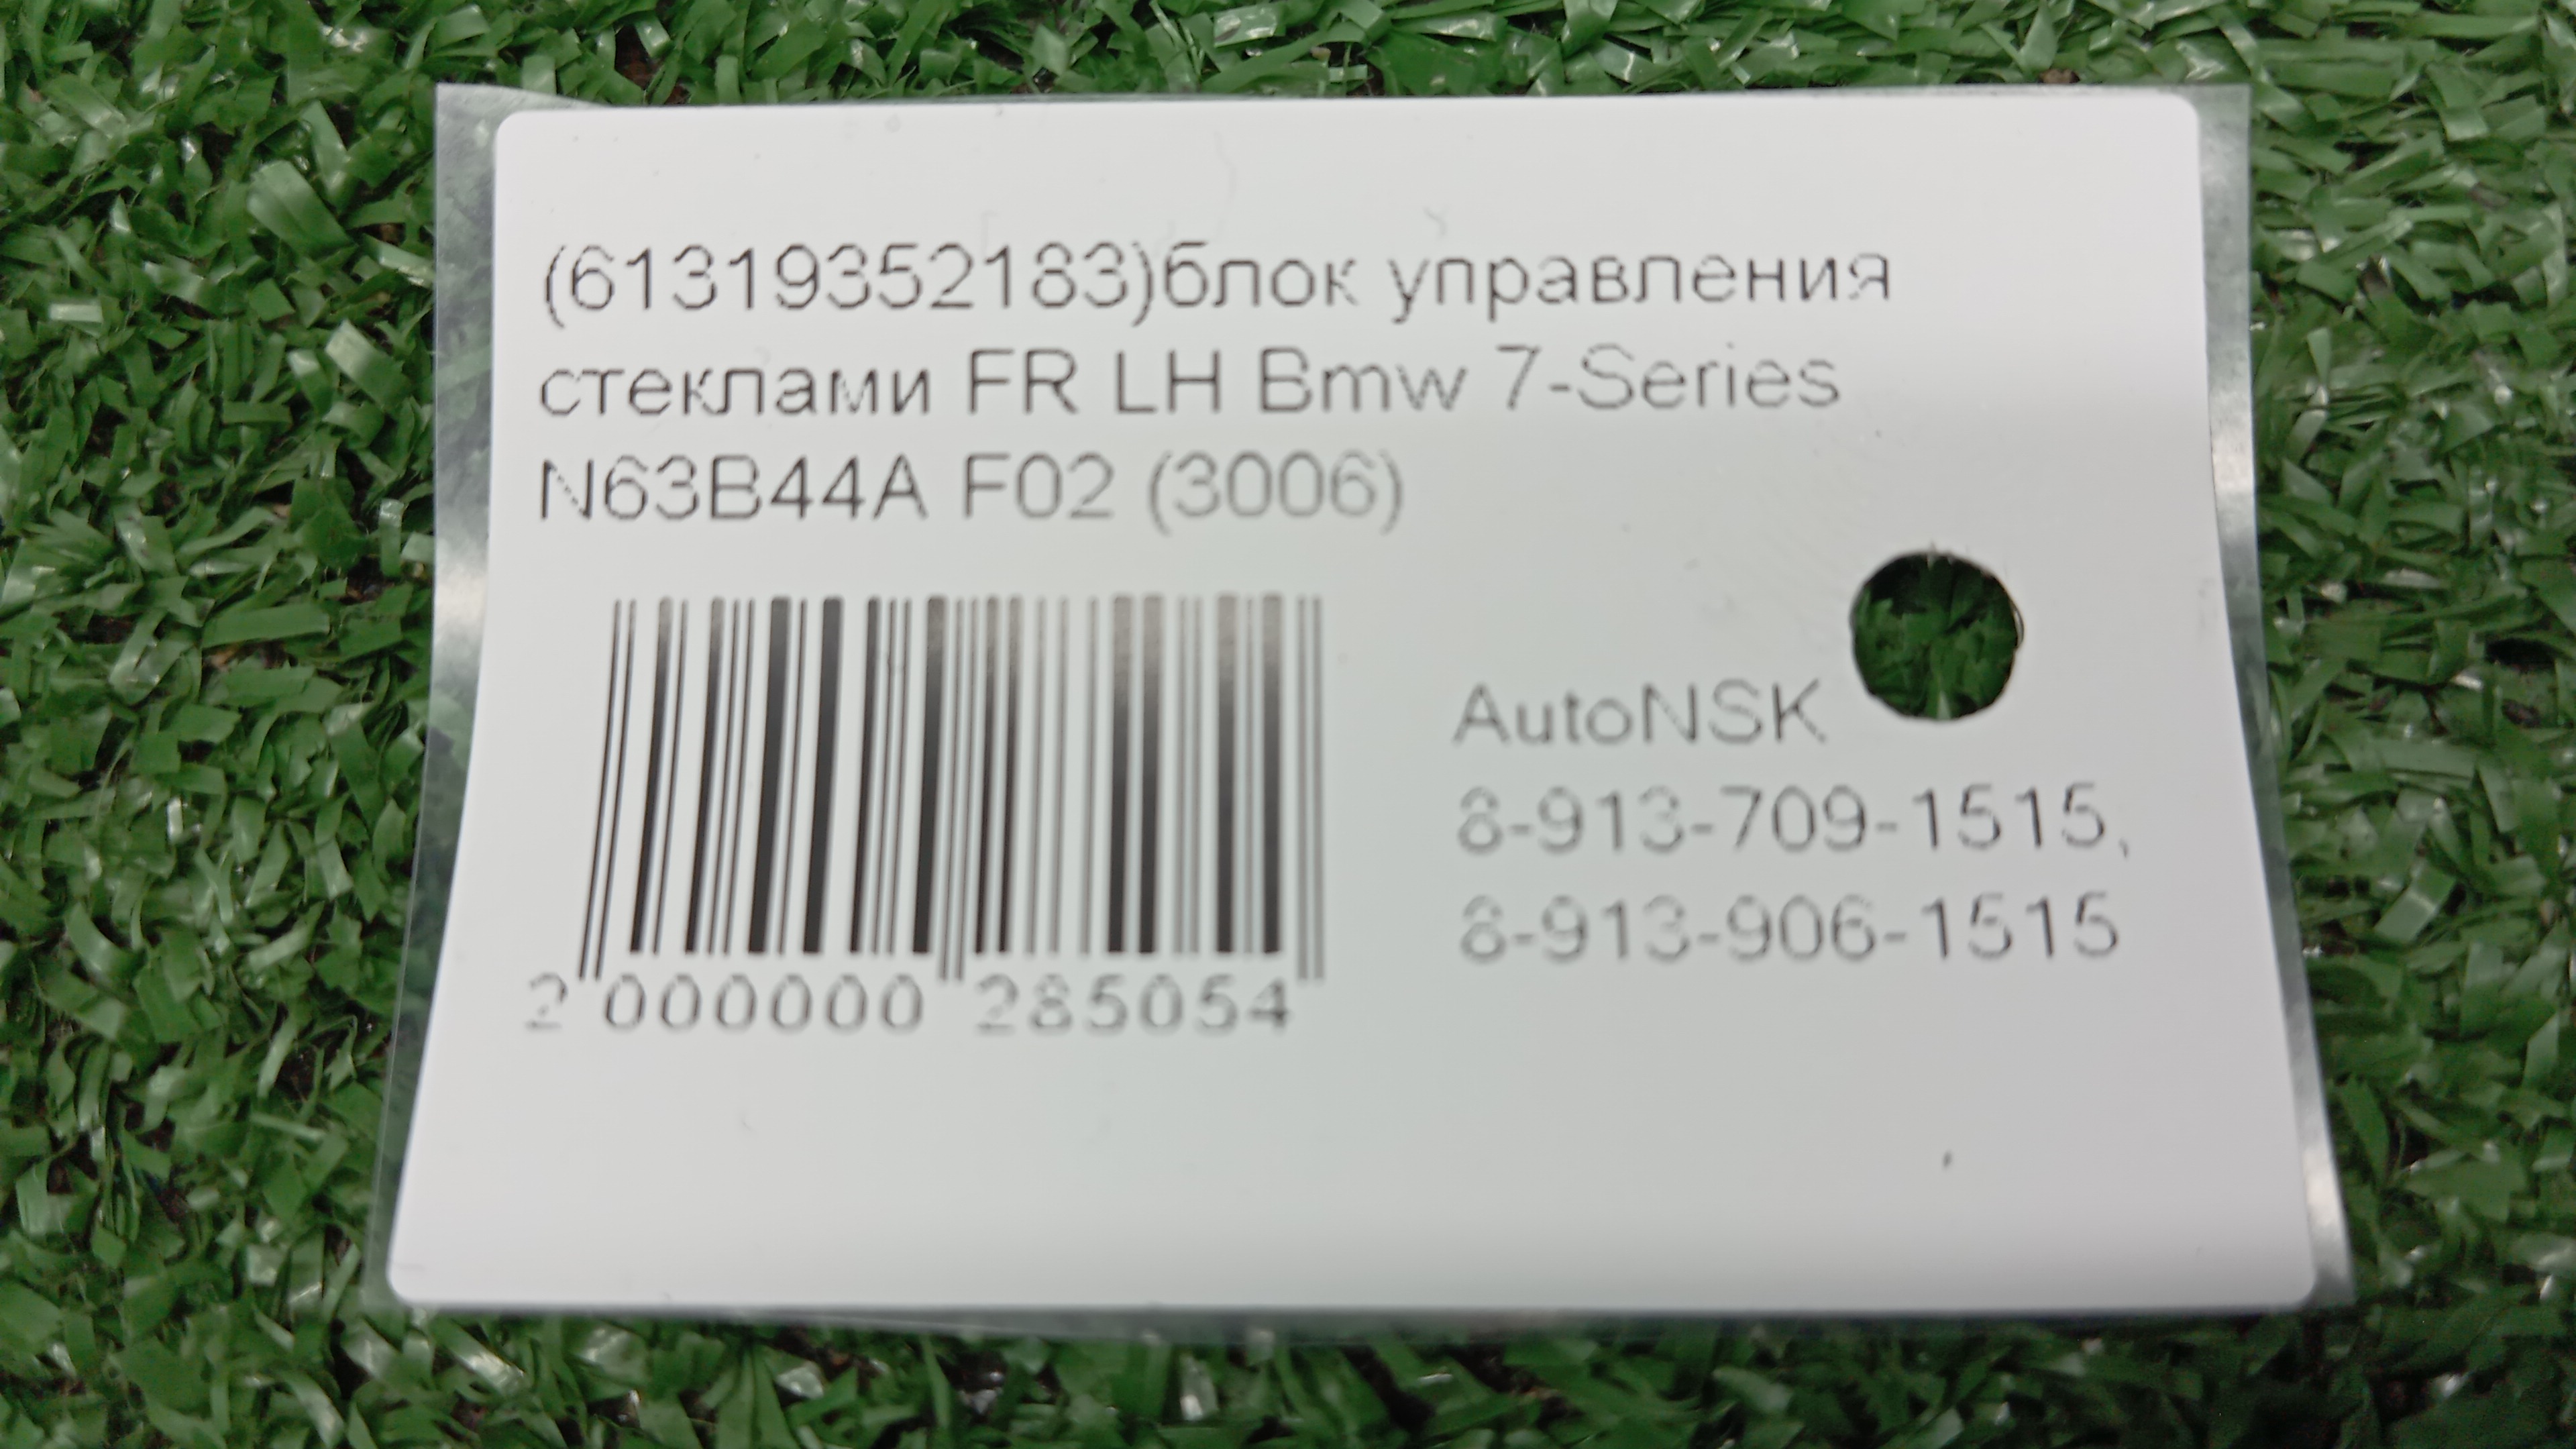 (61319352183)блок управления
стеклами FR LH Bmw 7-Series
N63B44A F02 (3006)
AutoNSK
8-913-709-1515,
8-913-906-1515
2 000000 285054